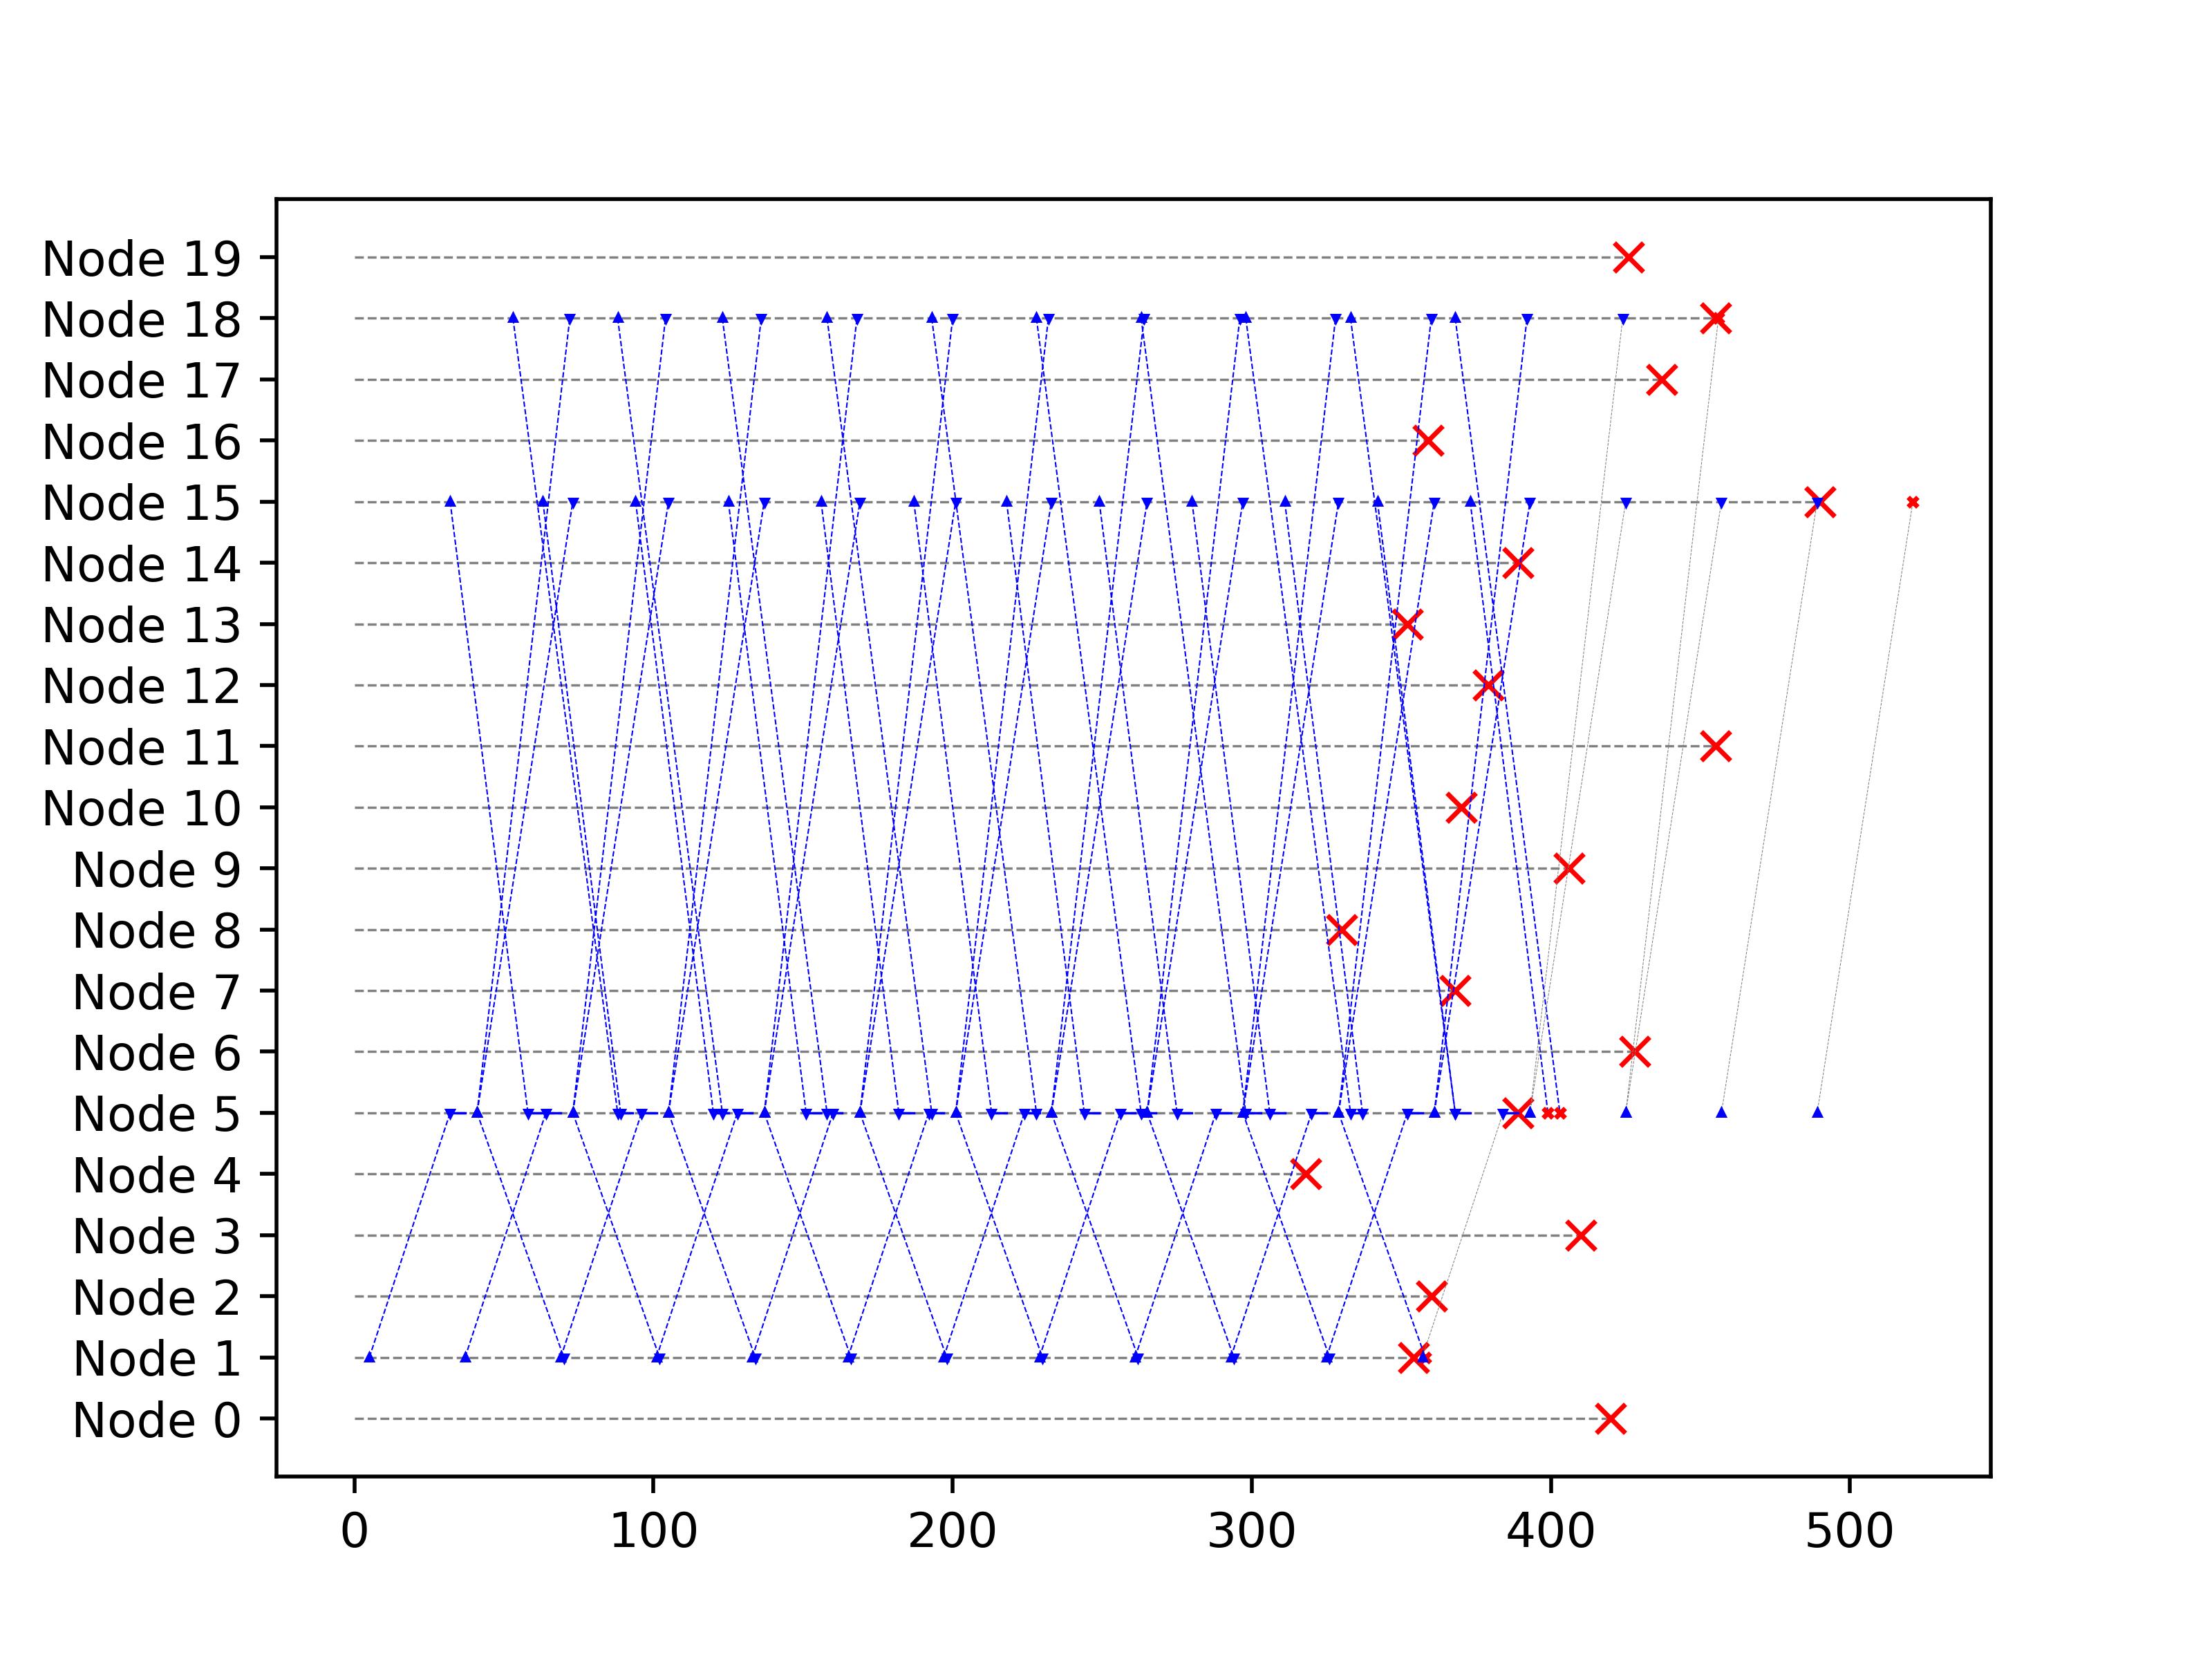 Node 19
Node 18
Node 17
Node 16
Node 15
Node 14
Node 13
Node 12
Node 11
Node 10
Node 9
Node 8
Node 7
Node 6
Node 5
Node 4
Node 3
Node 2
Node 1
Node 0
0 100 200 300 400 500